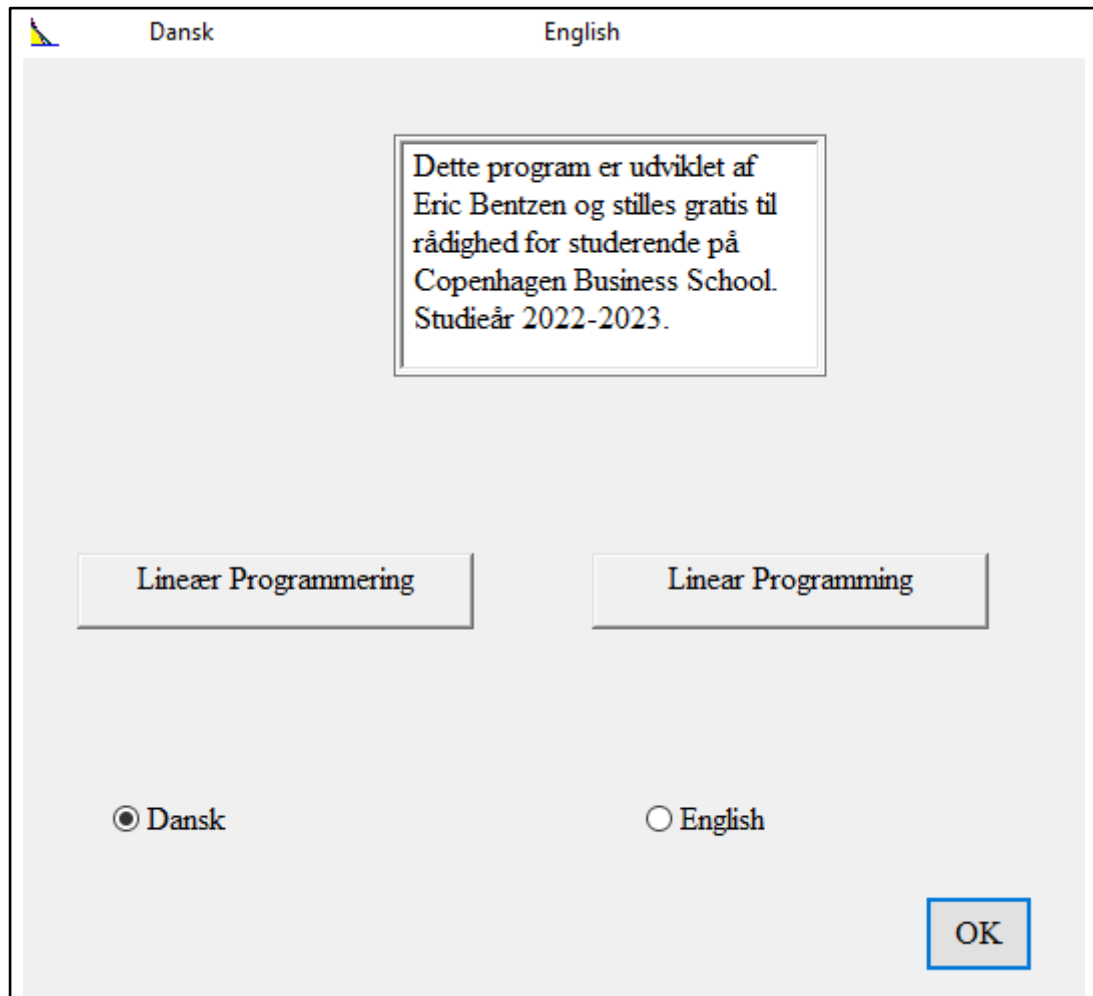 Dansk English
Dette program er udviklet af
Eric Bentzen og stilles gratis til
rådighed for studerende på
Copenhagen Business School.
Studieår 2022-2023.
Lineær Programmering Linear Programming
Dansk English
OK